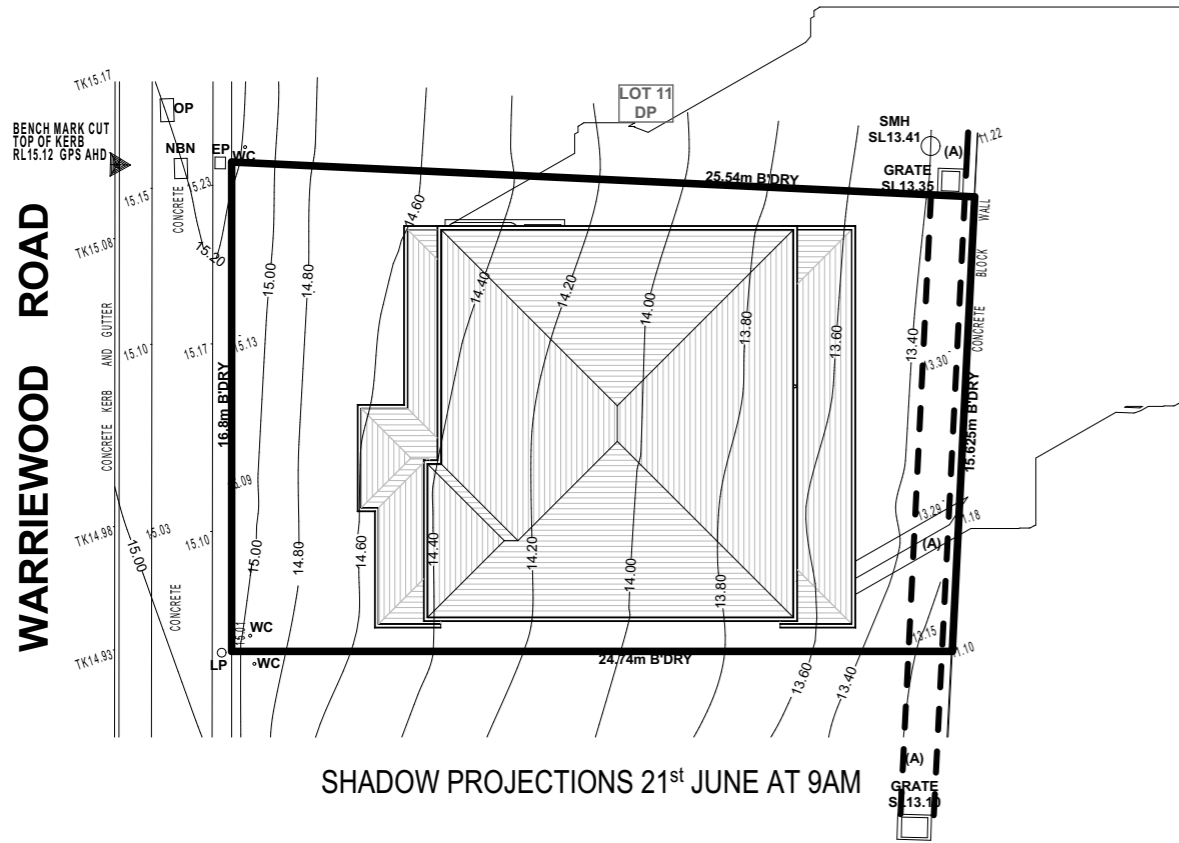 TK15.17
OP
LOT 11
DP
BENCH MARK CUT
TOP OF KERB
RL15.12 GPS AHD
NBN
EP
WC
SMH
SL13.41
(A)
11.22
GRATE
SL13.35
25.54m B'DRY
15.15
CONCRETE
15.23
14.60
WALL
TK15.08
15.20
15.00
14.80
14.40
14.20
14.00
13.80
13.60
13.40
BLOCK
CONCRETE
WARRIEWOOD ROAD
CONCRETE KERB AND GUTTER
15.10
15.17
15.13
13.30
16.8m B'DRY
15.625m B'DRY
TK14.98
15.03
15.00
15.10
15.00
14.80
14.60
14.40
14.20
14.00
13.80
13.29
11.18
(A)
CONCRETE
15.01
WC
13.15
TK14.93
LP
WC
24.74m B'DRY
11.10
13.60
13.40
SHADOW PROJECTIONS 21st JUNE AT 9AM
(A)
GRATE
SL13.10